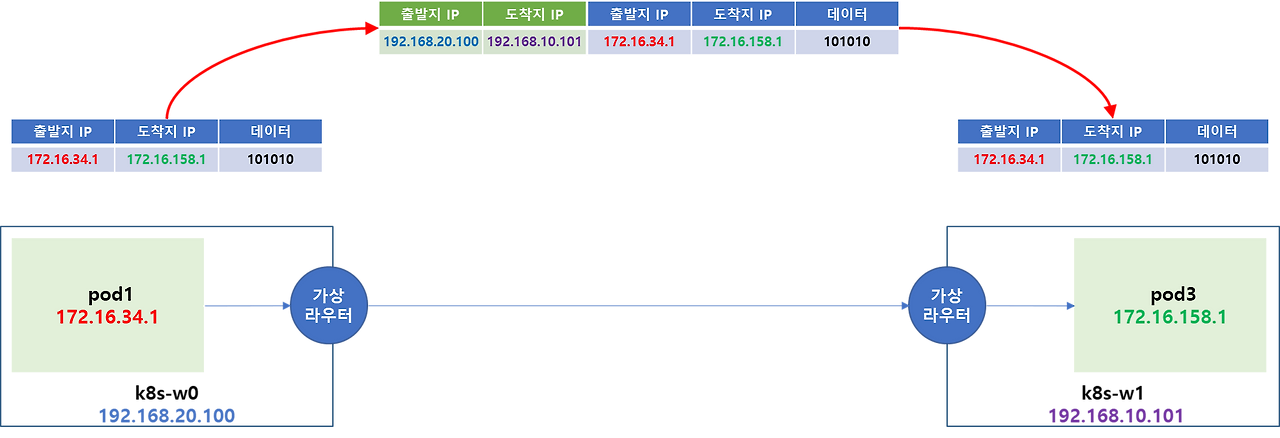 출발지 IP 도착지 IP 출발지 IP 도착지 IP 데이터
192.168.20.100 192.168.10.101 172.16.34.1 172.16.158.1 101010
출발지 IP 도착지 IP 데이터
172.16.34.1 172.16.158.1 101010
출발지 IP 도착지 IP 데이터
172.16.34.1 172.16.158.1 101010
pod1
172.16.34.1
가상
라우터
k8s-w0
192.168.20.100
가상
라우터
pod3
172.16.158.1
k8s-w1
192.168.10.101